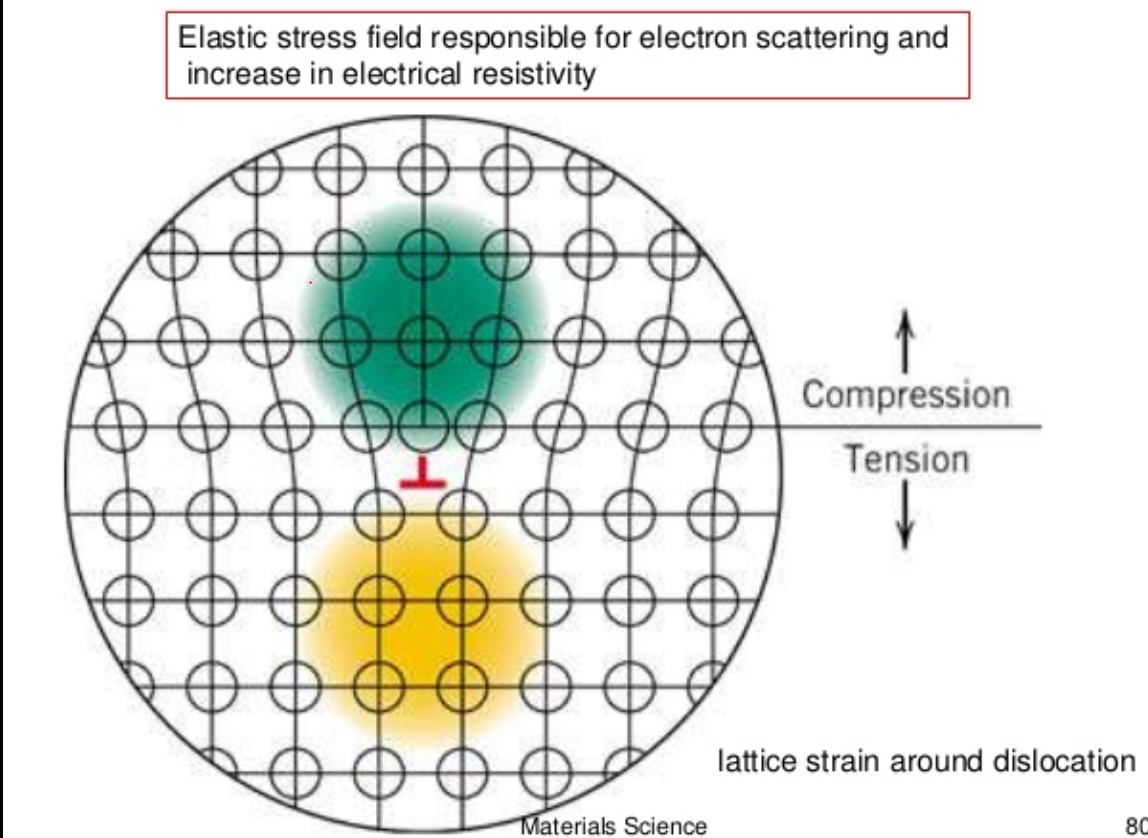 Elastic stress field responsible for electron scattering and
increase in electrical resistivity
Compression
Tension
lattice strain around dislocation
Materials Science
80